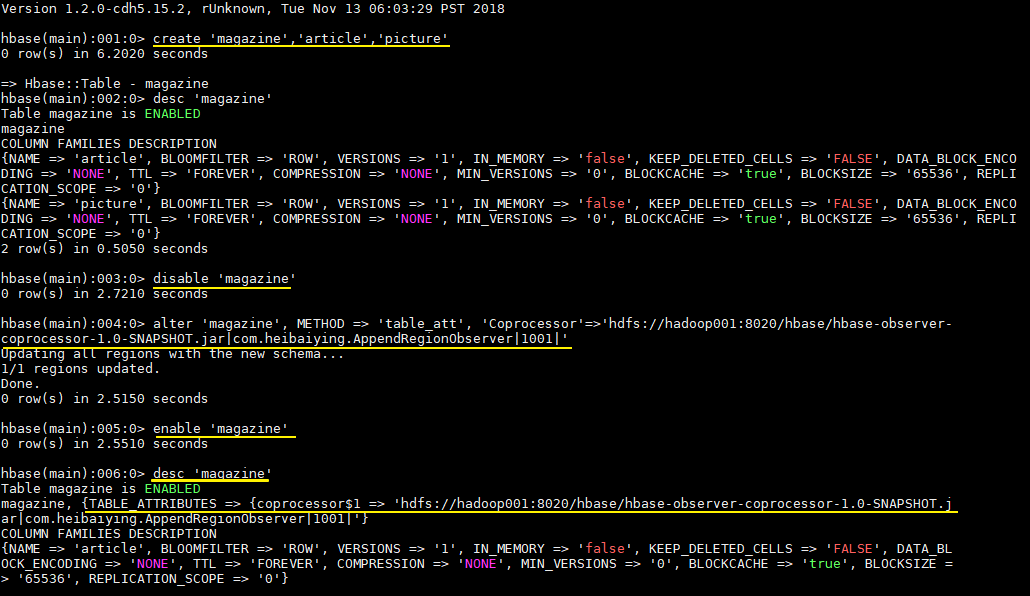 Version 1.2.0-cdh5.15.2, rUnknown, Tue Nov 13 06:03:29 PST 2018
hbase(main):001:0> create 'magazine','article','picture'
0 row(s) in 6.2020 seconds
=> Hbase::Table - magazine
hbase(main):002:0> desc 'magazine'
Table magazine is ENABLED
magazine
COLUMN FAMILIES DESCRIPTION
{NAME => 'article', BLOOMFILTER => 'ROW', VERSIONS => '1', IN_MEMORY => 'false', KEEP_DELETED_CELLS => 'FALSE', DATA_BLOCK_ENCO
DING => 'NONE', TTL => 'FOREVER', COMPRESSION => 'NONE', MIN_VERSIONS => '0', BLOCKCACHE => 'true', BLOCKSIZE => '65536', REPLI
CATION_SCOPE => '0'}
{NAME => 'picture', BLOOMFILTER => 'ROW', VERSIONS => '1', IN_MEMORY => 'false', KEEP_DELETED_CELLS => 'FALSE', DATA_BLOCK_ENCO
DING => 'NONE', TTL => 'FOREVER', COMPRESSION => 'NONE', MIN_VERSIONS => '0', BLOCKCACHE => 'true', BLOCKSIZE => '65536', REPLI
CATION_SCOPE => '0'}
2 row(s) in 0.5050 seconds
hbase(main):003:0> disable 'magazine'
0 row(s) in 2.7210 seconds
hbase(main):004:0> alter 'magazine', METHOD => 'table_att', 'Coprocessor'=>'hdfs://hadoop001:8020/hbase/hbase-observer-
coprocessor-1.0-SNAPSHOT.jar|com.heibaiying.AppendRegionObserver|1001|'
Updating all regions with the new schema...
1/1 regions updated.
Done.
0 row(s) in 2.5150 seconds
hbase(main):005:0> enable 'magazine'
0 row(s) in 2.5510 seconds
hbase(main):006:0> desc 'magazine'
Table magazine is ENABLED
magazine, {TABLE_ATTRIBUTES => {coprocessor$1 => 'hdfs://hadoop001:8020/hbase/hbase-observer-coprocessor-1.0-SNAPSHOT.j
ar|com.heibaiying.AppendRegionObserver|1001|'}
COLUMN FAMILIES DESCRIPTION
{NAME => 'article', BLOOMFILTER => 'ROW', VERSIONS => '1', IN_MEMORY => 'false', KEEP_DELETED_CELLS => 'FALSE', DATA_BL
OCK_ENCODING => 'NONE', TTL => 'FOREVER', COMPRESSION => 'NONE', MIN_VERSIONS => '0', BLOCKCACHE => 'true', BLOCKSIZE =
> '65536', REPLICATION_SCOPE => '0'}